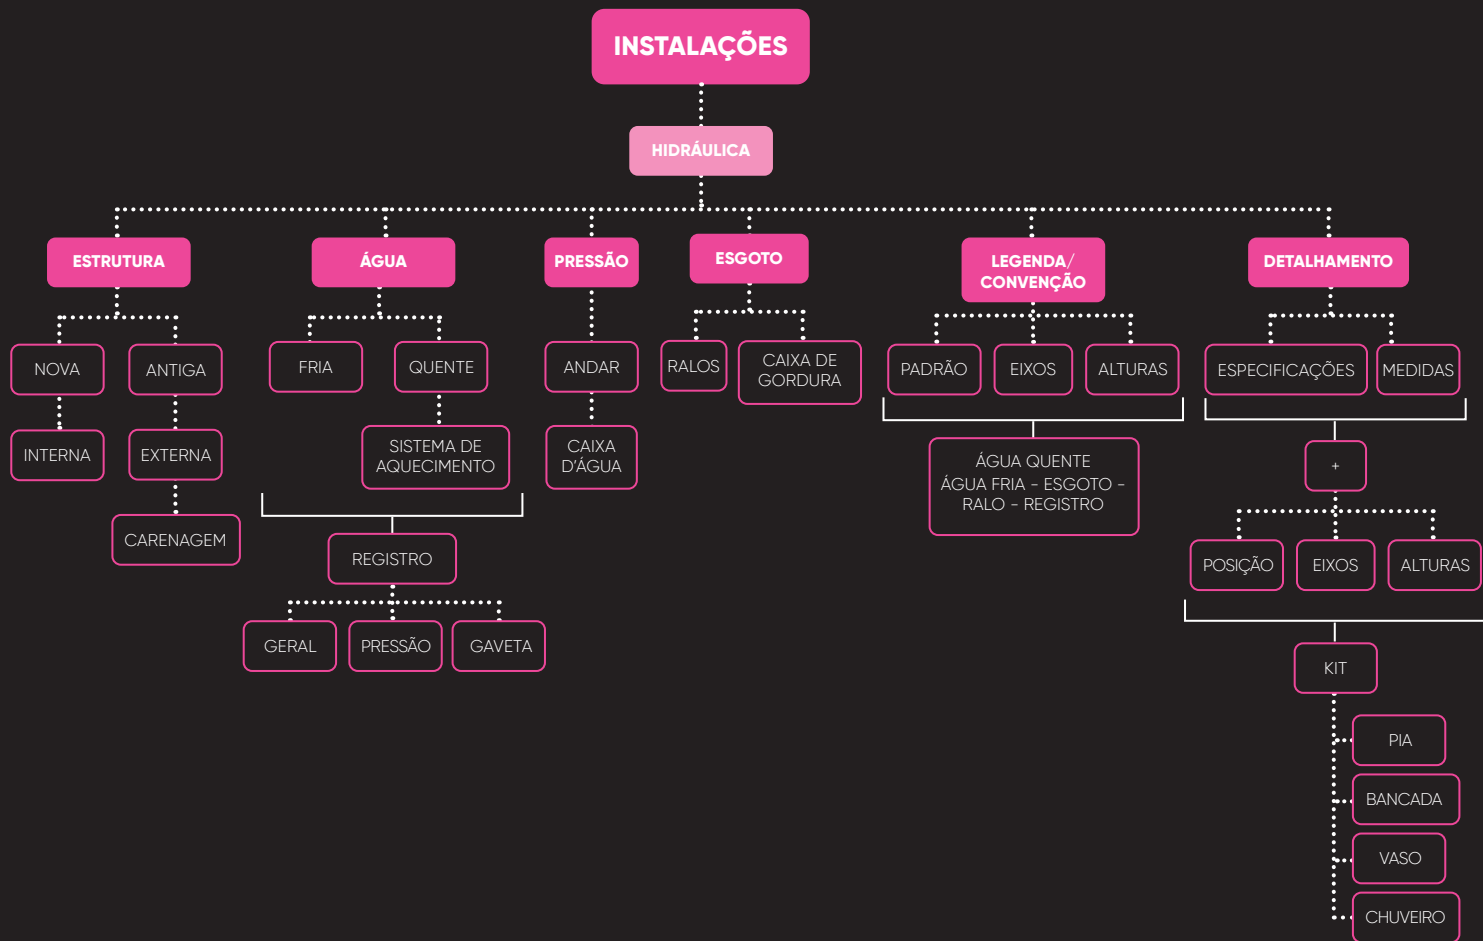 INSTALAÇÕES
HIDRÁULICA
ESTRUTURA
ÁGUA
PRESSÃO
ESGOTO
LEGENDA/
CONVENÇÃO
DETALHAMENTO
NOVA
ANTIGA
FRIA
QUENTE
ANDAR
RALOS
CAIXA DE
GORDURA
PADRÃO
EIXOS
ALTURAS
ESPECIFICAÇÕES
MEDIDAS
INTERNA
EXTERNA
SISTEMA DE
AQUECIMENTO
CAIXA
D'ÁGUA
ÁGUA QUENTE
ÁGUA FRIA - ESGOTO -
RALO - REGISTRO
+
CARENAGEM
REGISTRO
POSIÇÃO
EIXOS
ALTURAS
GERAL
PRESSÃO
GAVETA
KIT
PIA
BANCADA
VASO
CHUVEIRO